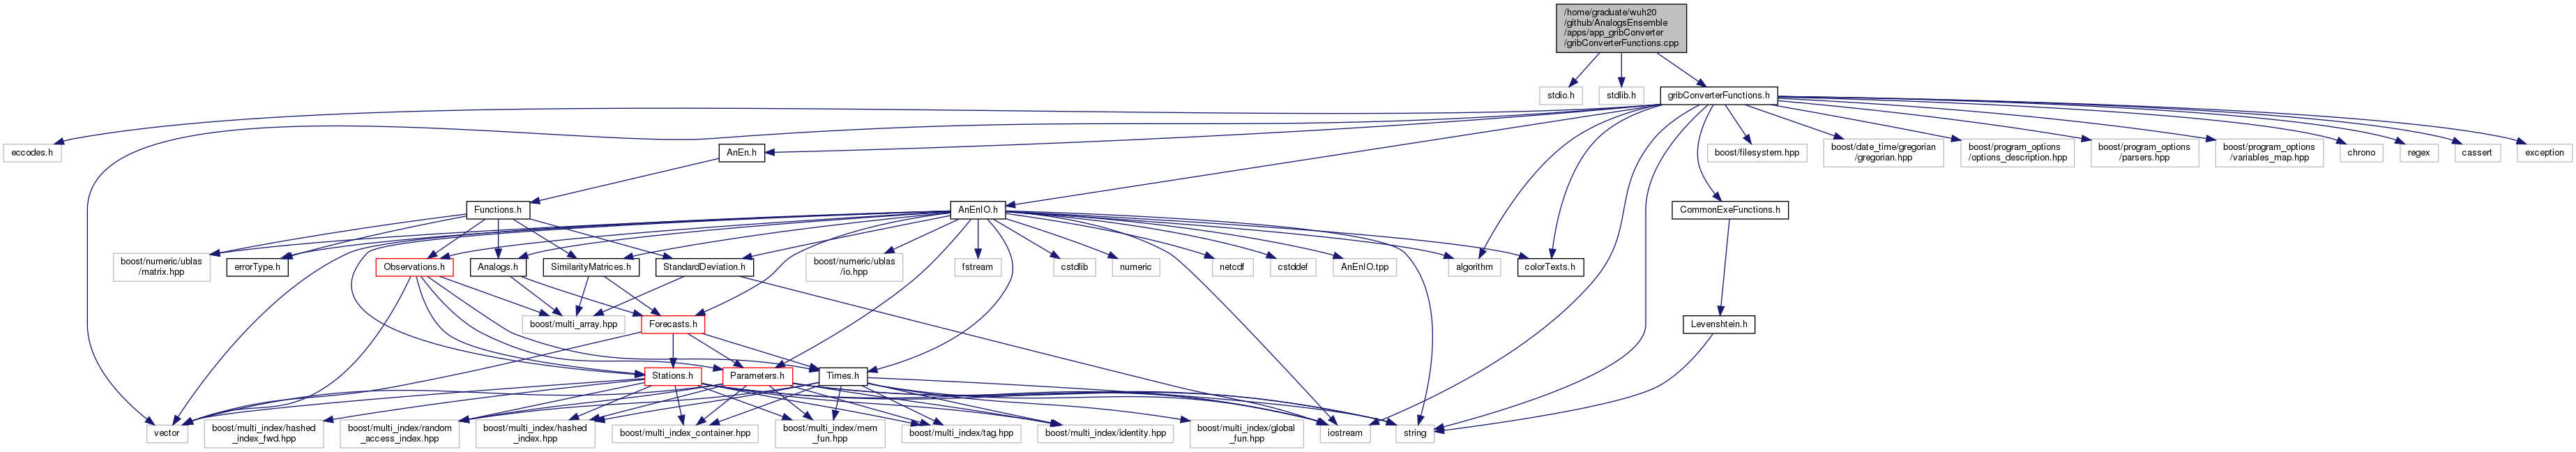 /home/graduate/wuh20
/github/AnalogsEnsemble
/apps/app_gribConverter
/gribConverterFunctions.cpp
stdio.h
stdlib.h
gribConverterFunctions.h
eccodes.h
AnEn.h
boost/filesystem.hpp
boost/date_time/gregorian
/gregorian.hpp
boost/program_options
/options_description.hpp
boost/program_options
/parsers.hpp
boost/program_options
/variables_map.hpp
chrono
regex
cassert
exception
Functions.h
AnEnIO.h
CommonExeFunctions.h
boost/numeric/ublas
/matrix.hpp
errorType.h
Observations.h
Analogs.h
SimilarityMatrices.h
StandardDeviation.h
boost/numeric/ublas
/io.hpp
fstream
cstdlib
numeric
netcdf
cstddef
AnEnIO.tpp
algorithm
colorTexts.h
boost/multi_array.hpp
Forecasts.h
Levenshtein.h
Stations.h
Parameters.h
Times.h
vector
boost/multi_index/hashed
_index_fwd.hpp
boost/multi_index/random
_access_index.hpp
boost/multi_index/hashed
_index.hpp
boost/multi_index_container.hpp
boost/multi_index/mem
_fun.hpp
boost/multi_index/tag.hpp
boost/multi_index/identity.hpp
boost/multi_index/global
_fun.hpp
iostream
string